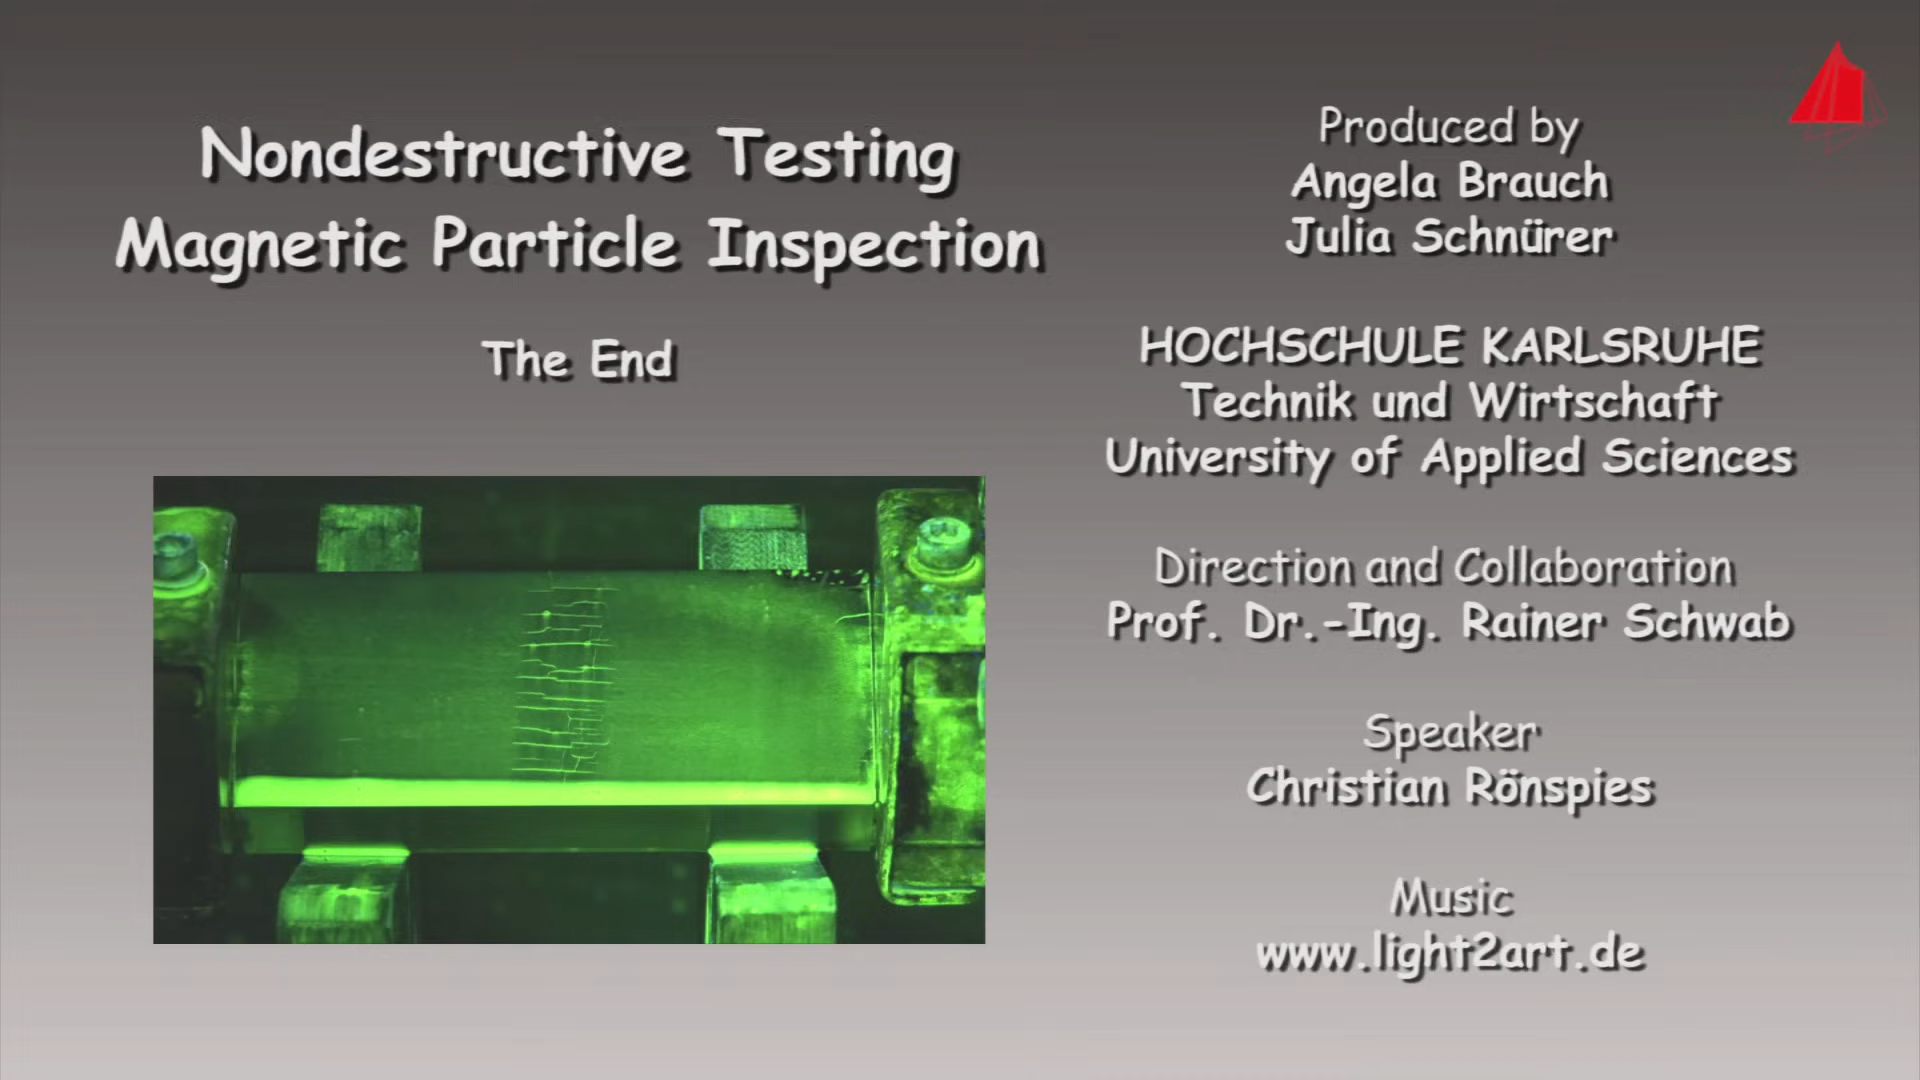 Nondestructive Testing
Magnetic Particle Inspection
The End
Produced by
Angela Brauch
Julia Schnürer
HOCHSCHULE KARLSRUHE
Technik und Wirtschaft
University of Applied Sciences
Direction and Collaboration
Prof. Dr.-Ing. Rainer Schwab
Speaker
Christian Rönspies
Music
www.light2art.de